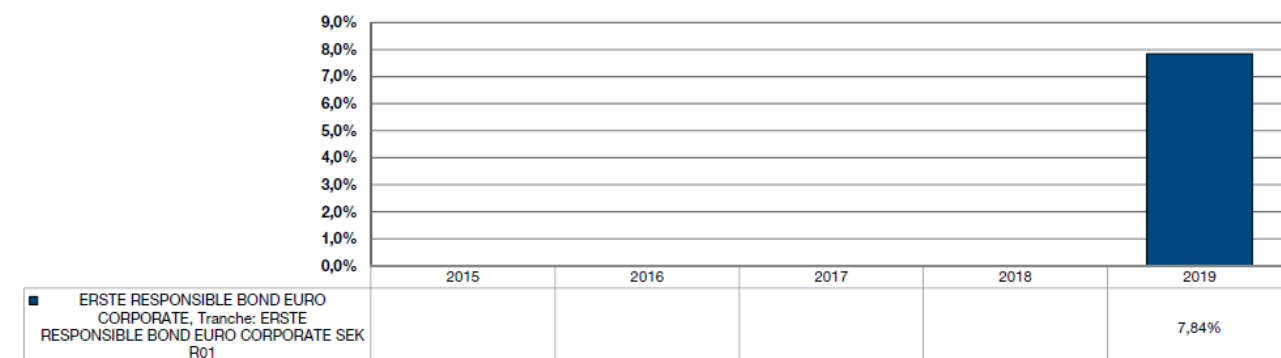 9,0%
8,0%
7,0%
6,0%
5,0%
4,0%
3,0%
2,0%
1,0%
0,0%
2015 2016 2017 2018 2019
ERSTE RESPONSIBLE BOND EURO
CORPORATE, Tranche: ERSTE
RESPONSIBLE BOND EURO CORPORATE SEK
R01
7,84%